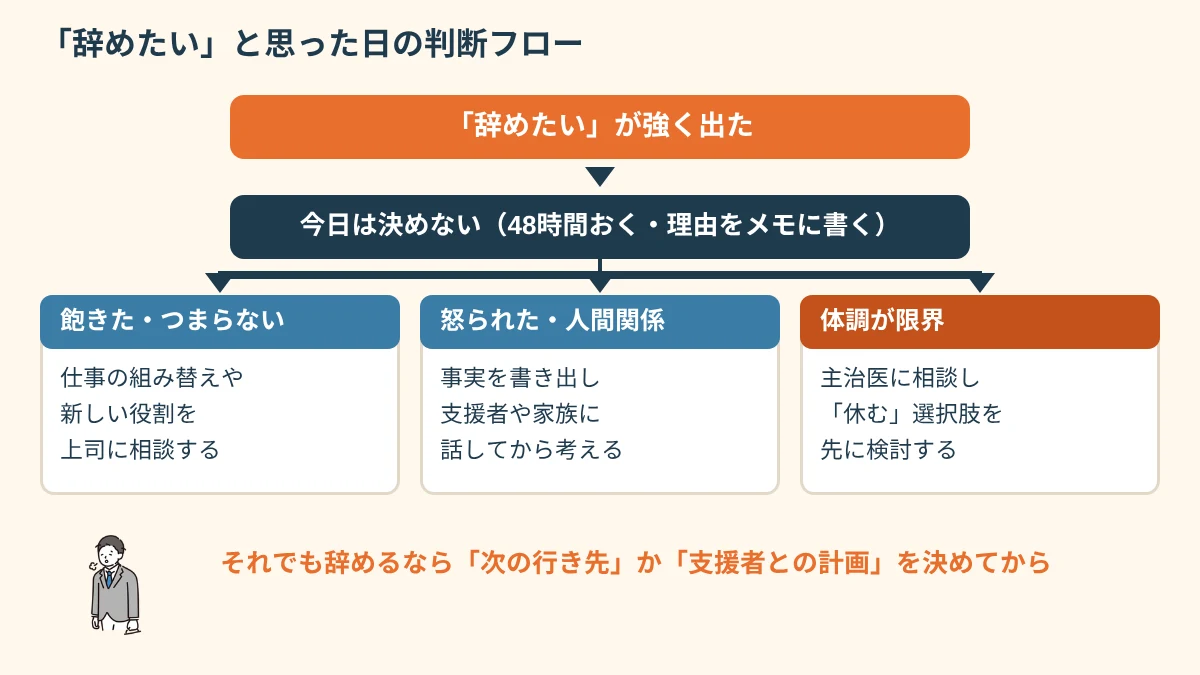 「辞めたい」と思った日の判断フロー
「辞めたい」が強く出た
今日は決めない（48時間おく・理由をメモに書く）
飽きた・つまらない
仕事の組み替えや
新しい役割を
上司に相談する
怒られた・人間関係
事実を書き出し
支援者や家族に
話してから考える
体調が限界
主治医に相談し
「休む」選択肢を
先に検討する
それでも辞めるなら「次の行き先」か「支援者との計画」を決めてから